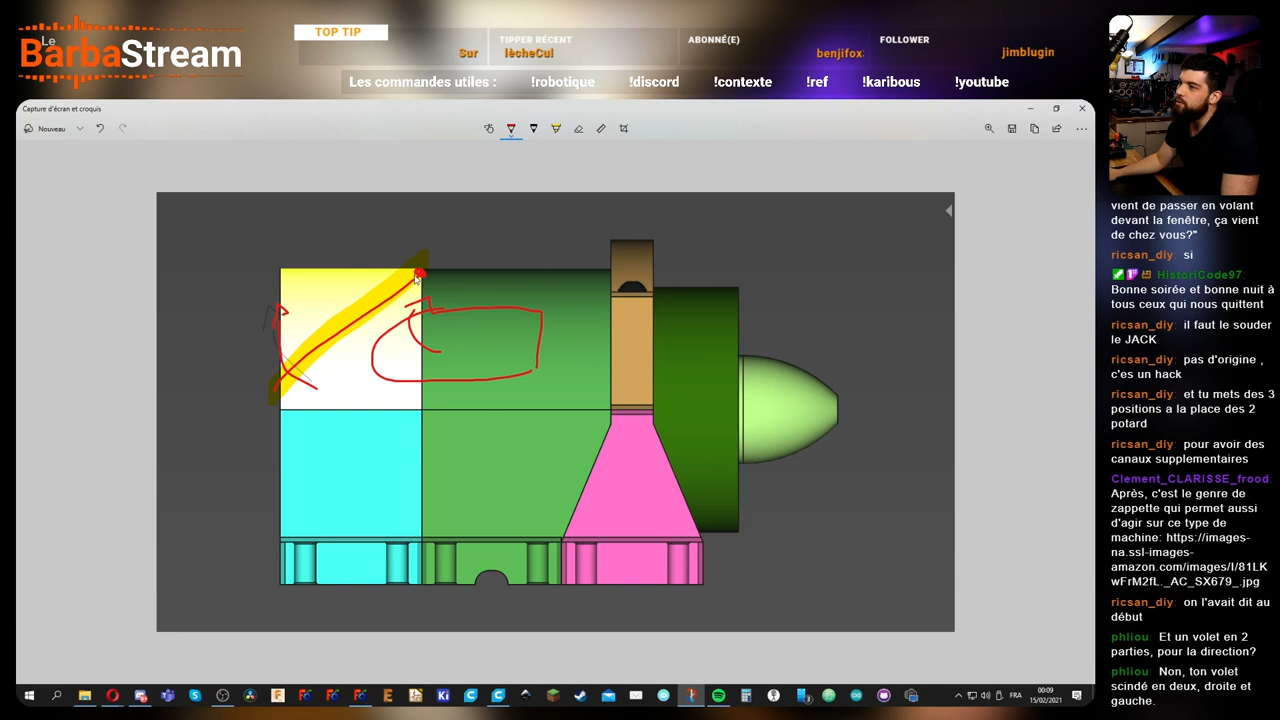 Le
BarbaStream
TOP TIP
Sur
TIPPER RÉCENT
lècheCul
ABONNÉ(E)
benjifox
FOLLOWER
jimblugin
Les commandes utiles : !robotique !discord !contexte !ref !karibous !youtube
Capture d'écran et croquis
Nouveau
vient de passer en volant
devant la fenêtre, ça vient
de chez vous?"
ricsan_diy: si
HistoriCode97:
Bonne soirée et bonne nuit à
tous ceux qui nous quittent
ricsan_diy: il faut le souder
le JACK
ricsan_diy: pas d'origine ,
c'es un hack
ricsan_diy: et tu mets des 3
positions a la place des 2
potard
ricsan_diy: pour avoir des
canaux supplementaires
Clement_CLARISSE_frood:
Après, c'est le genre de
zappette qui permet aussi
d'agir sur ce type de
machine: https://images-
na.ssl-images-
amazon.com/images/I/81LK
kwFrM2fL._AC_SX679_.jpg
ricsan_diy: on l'avait dit au
début
phliou: Et un volet en 2
parties, pour la direction?
phliou: Non, ton volet
scindé en deux, droite et
gauche.
FRA
00:09
15/02/2021